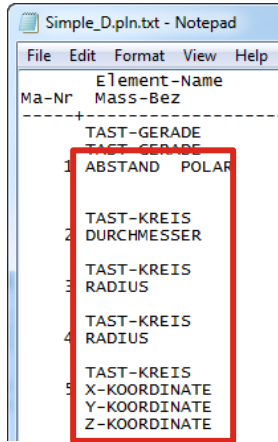 Simple_D.pln.txt - Notepad
File Edit Format View Help
Element-Name
Ma-Nr Mass-Bez
-----+--------------------
TAST-GERADE
TAST-GERADE
1 ABSTAND POLAR
TAST-KREIS
2 DURCHMESSER
TAST-KREIS
3 RADIUS
TAST-KREIS
4 RADIUS
TAST-KREIS
5 X-KOORDINATE
Y-KOORDINATE
Z-KOORDINATE